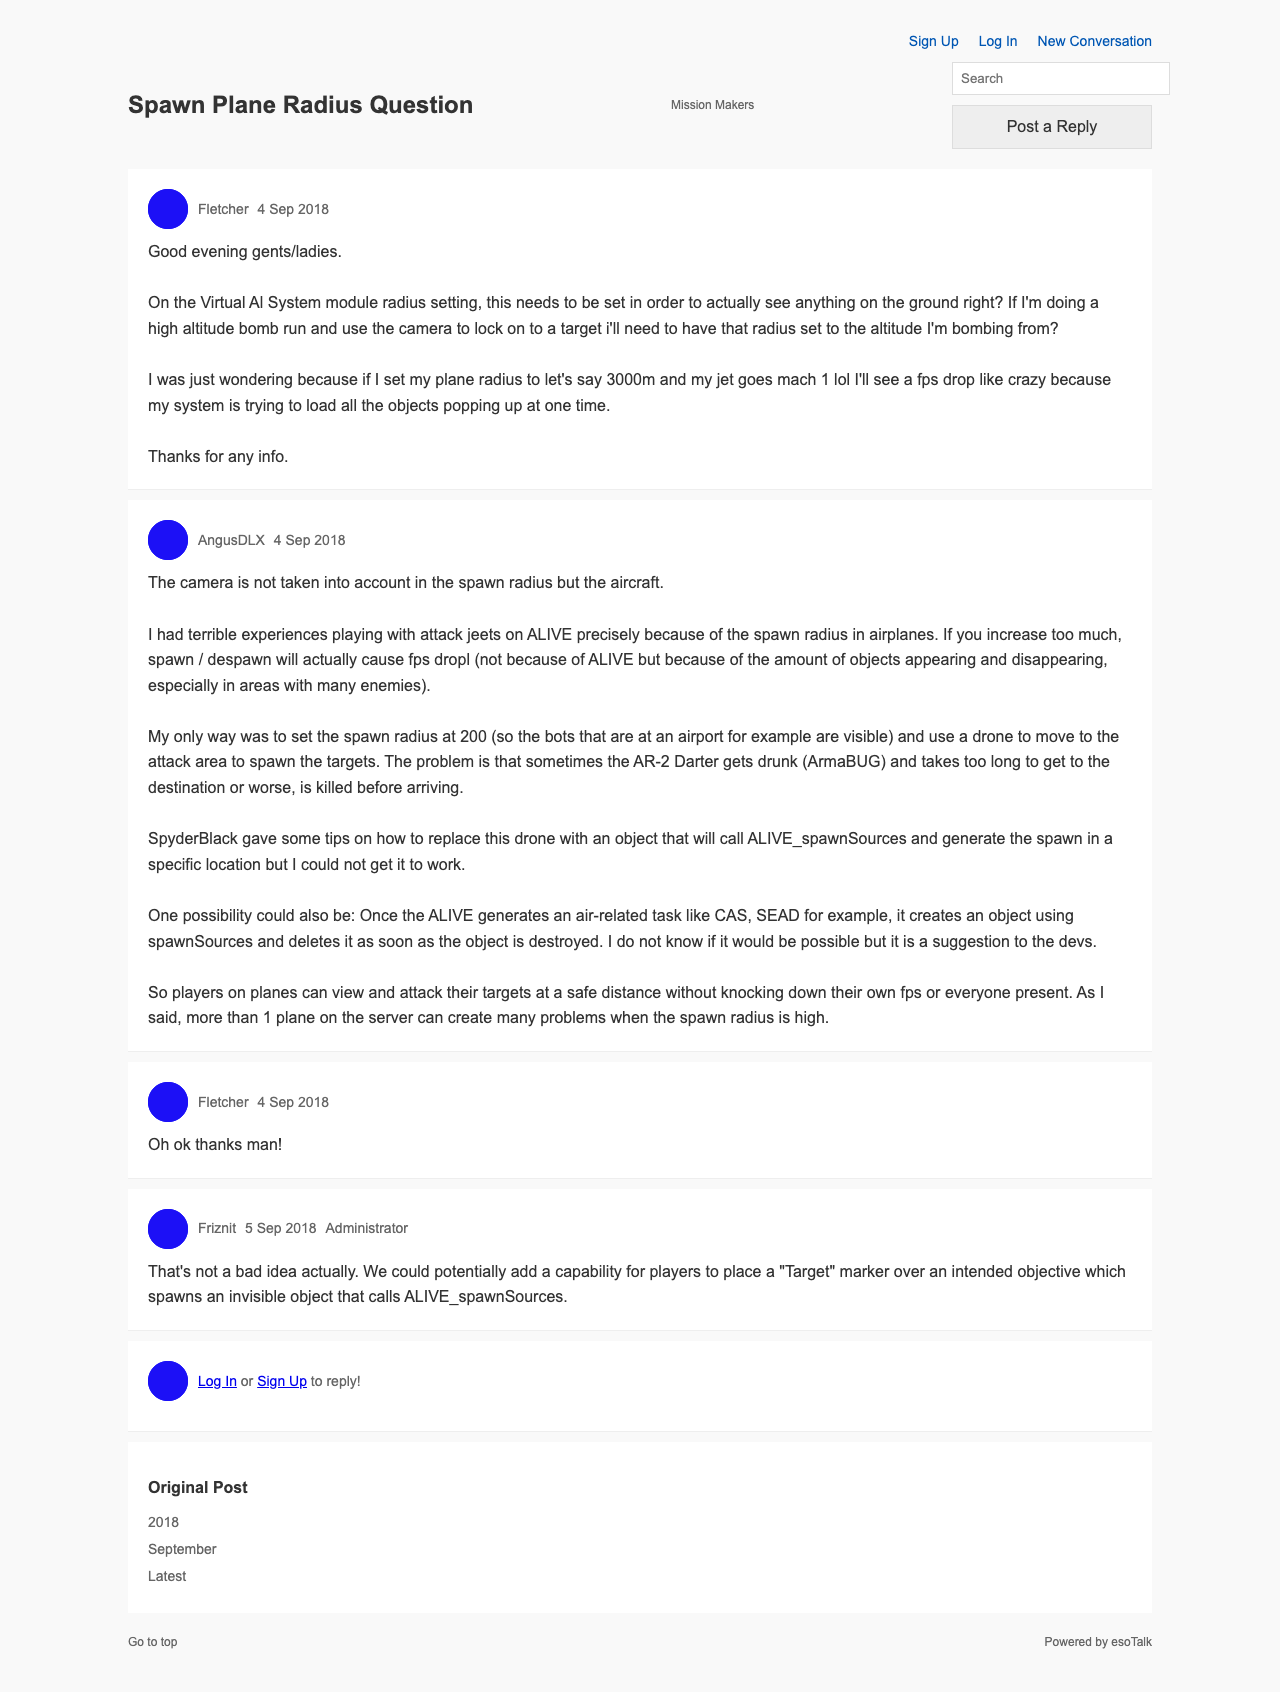 Sign Up Log In New Conversation
Search
Spawn Plane Radius Question
Mission Makers
Post a Reply
Fletcher 4 Sep 2018
Good evening gents/ladies.
On the Virtual AI System module radius setting, this needs to be set in order to actually see anything on the ground right? If I'm doing a
high altitude bomb run and use the camera to lock on to a target i'll need to have that radius set to the altitude I'm bombing from?
I was just wondering because if I set my plane radius to let's say 3000m and my jet goes mach 1 lol I'll see a fps drop like crazy because
my system is trying to load all the objects popping up at one time.
Thanks for any info.
AngusDLX 4 Sep 2018
The camera is not taken into account in the spawn radius but the aircraft.
I had terrible experiences playing with attack jeets on ALIVE precisely because of the spawn radius in airplanes. If you increase too much,
spawn / despawn will actually cause fps dropl (not because of ALIVE but because of the amount of objects appearing and disappearing,
especially in areas with many enemies).
My only way was to set the spawn radius at 200 (so the bots that are at an airport for example are visible) and use a drone to move to the
attack area to spawn the targets. The problem is that sometimes the AR-2 Darter gets drunk (ArmaBUG) and takes too long to get to the
destination or worse, is killed before arriving.
SpyderBlack gave some tips on how to replace this drone with an object that will call ALIVE_spawnSources and generate the spawn in a
specific location but I could not get it to work.
One possibility could also be: Once the ALIVE generates an air-related task like CAS, SEAD for example, it creates an object using
spawnSources and deletes it as soon as the object is destroyed. I do not know if it would be possible but it is a suggestion to the devs.
So players on planes can view and attack their targets at a safe distance without knocking down their own fps or everyone present. As I
said, more than 1 plane on the server can create many problems when the spawn radius is high.
Fletcher 4 Sep 2018
Oh ok thanks man!
Friznit 5 Sep 2018 Administrator
That's not a bad idea actually. We could potentially add a capability for players to place a "Target" marker over an intended objective which
spawns an invisible object that calls ALIVE_spawnSources.
Log In or Sign Up to reply!
Original Post
2018
September
Latest
Go to top
Powered by esoTalk